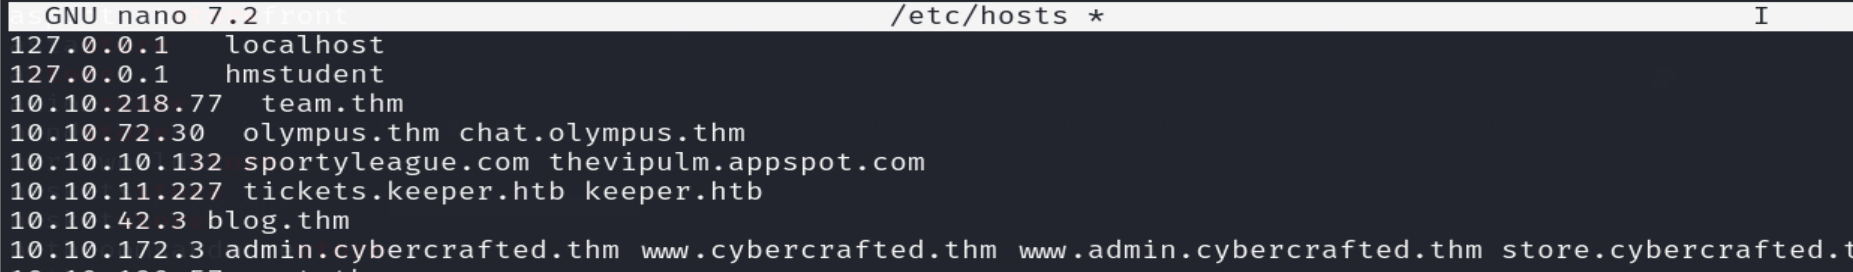 GNU nano 7.2 /etc/hosts * I
127.0.0.1 localhost
127.0.0.1 hmstudent
10.10.218.77 team.thm
10.10.72.30 olympus.thm chat.olympus.thm
10.10.10.132 sportyleague.com thevipulm.appspot.com
10.10.11.227 tickets.keeper.htb keeper.htb
10.10.42.3 blog.thm
10.10.172.3 admin.cybercrafted.thm www.cybercrafted.thm www.admin.cybercrafted.thm store.cybercrafted.t